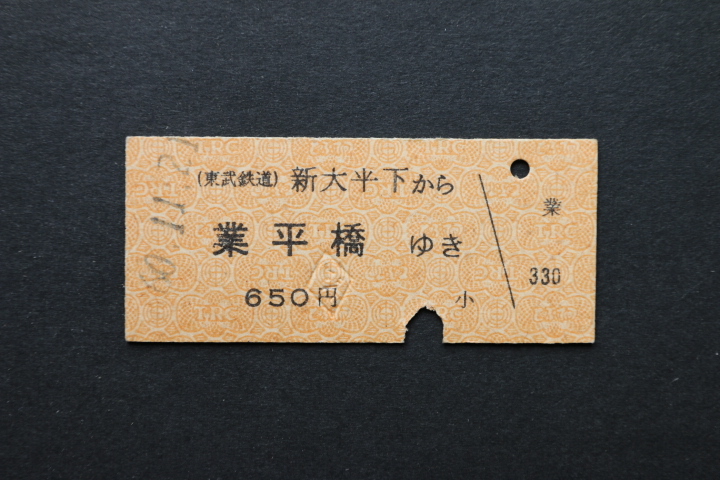 (東武鉄道) 新大平下から
業平橋 ゆき
650円 小
業
330